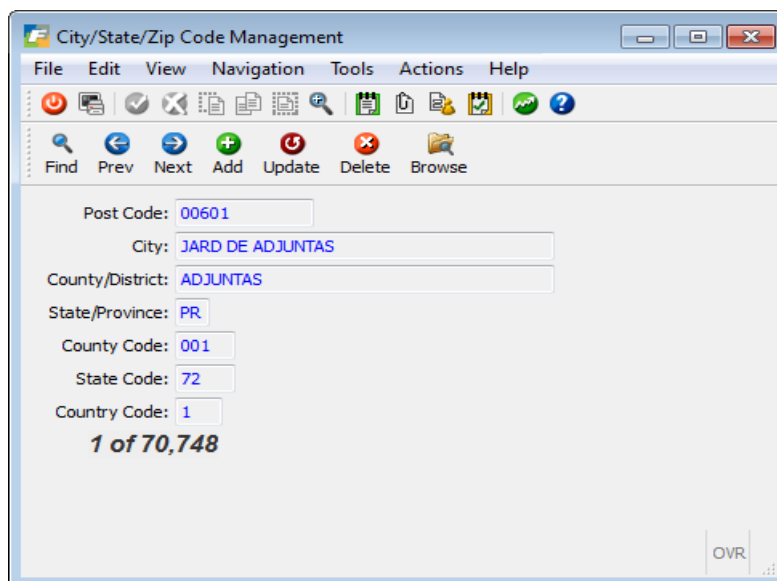 City/State/Zip Code Management
File Edit View Navigation Tools Actions Help
Find Prev Next Add Update Delete Browse
Post Code: 00601
City: JARD DE ADJUNTAS
County/District: ADJUNTAS
State/Province: PR
County Code: 001
State Code: 72
Country Code: 1
1 of 70,748
OVR